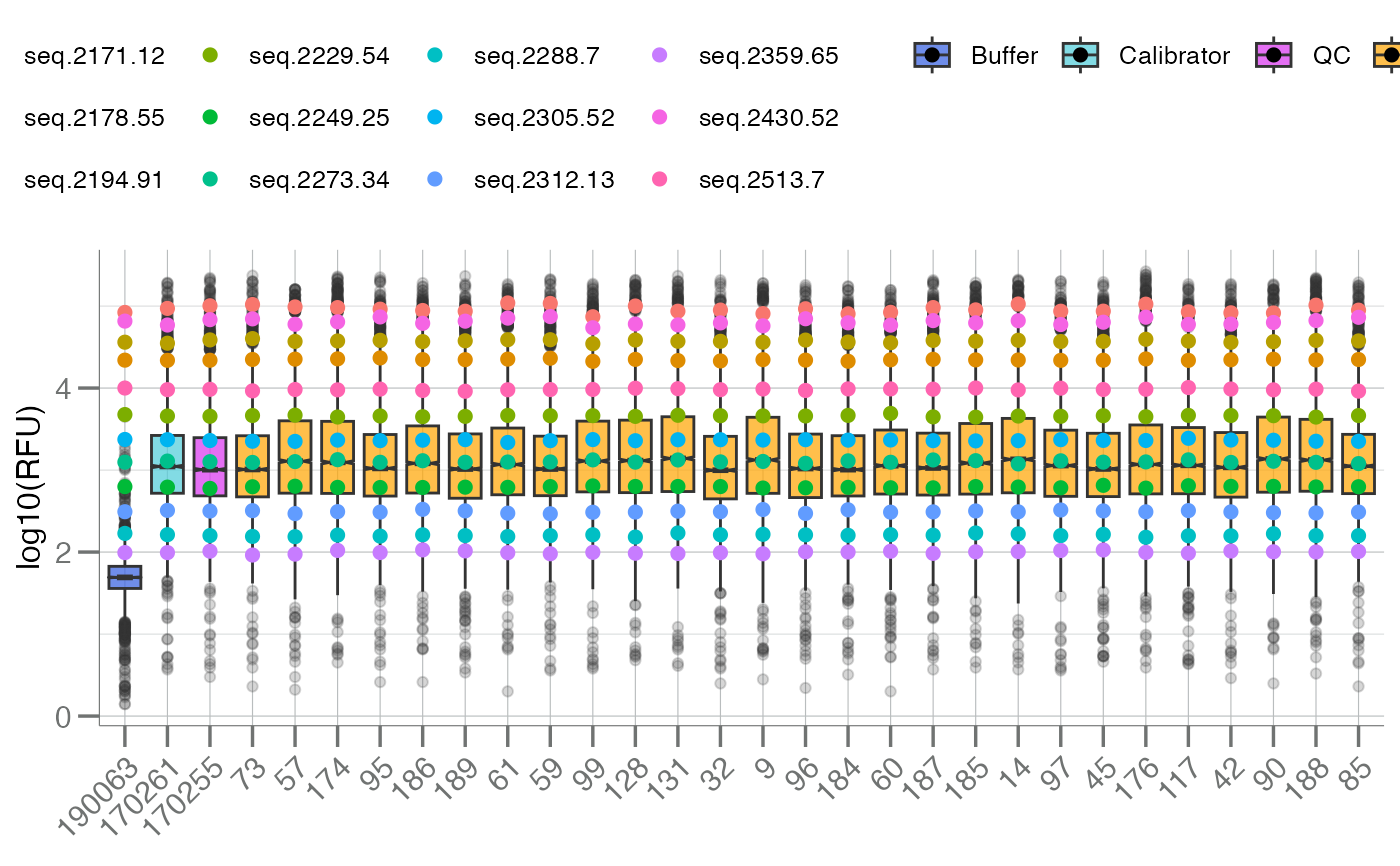 seq.2171.12 seq.2229.54 seq.2288.7 seq.2359.65 Buffer Calibrator QC
seq.2178.55 seq.2249.25 seq.2305.52 seq.2430.52
seq.2194.91 seq.2273.34 seq.2312.13 seq.2513.7
log10(RFU)
4
2
0
190063 170261 1702555 73 57 174 95 186 189 61 59 99 128 131 32 9 96 184 60 187 185 14 97 45 176 117 42 90 188 85